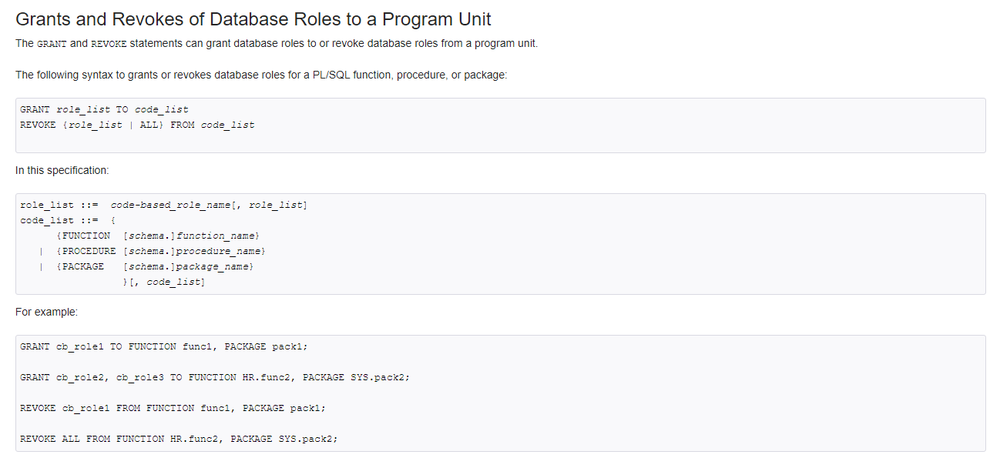 Grants and Revokes of Database Roles to a Program Unit
The GRANT and REVOKE statements can grant database roles to or revoke database roles from a program unit.
The following syntax to grants or revokes database roles for a PL/SQL function, procedure, or package:
GRANT role_list TO code_list
REVOKE {role_list | ALL} FROM code_list
In this specification:
role_list ::=  code-based_role_name[, role_list]
code_list ::=  {
      {FUNCTION  [schema.]function_name}
   |  {PROCEDURE [schema.]procedure_name}
   |  {PACKAGE   [schema.]package_name}
                 }[, code_list]
For example:
GRANT cb_role1 TO FUNCTION func1, PACKAGE pack1;
GRANT cb_role2, cb_role3 TO FUNCTION HR.func2, PACKAGE SYS.pack2;
REVOKE cb_role1 FROM FUNCTION func1, PACKAGE pack1;
REVOKE ALL FROM FUNCTION HR.func2, PACKAGE SYS.pack2;